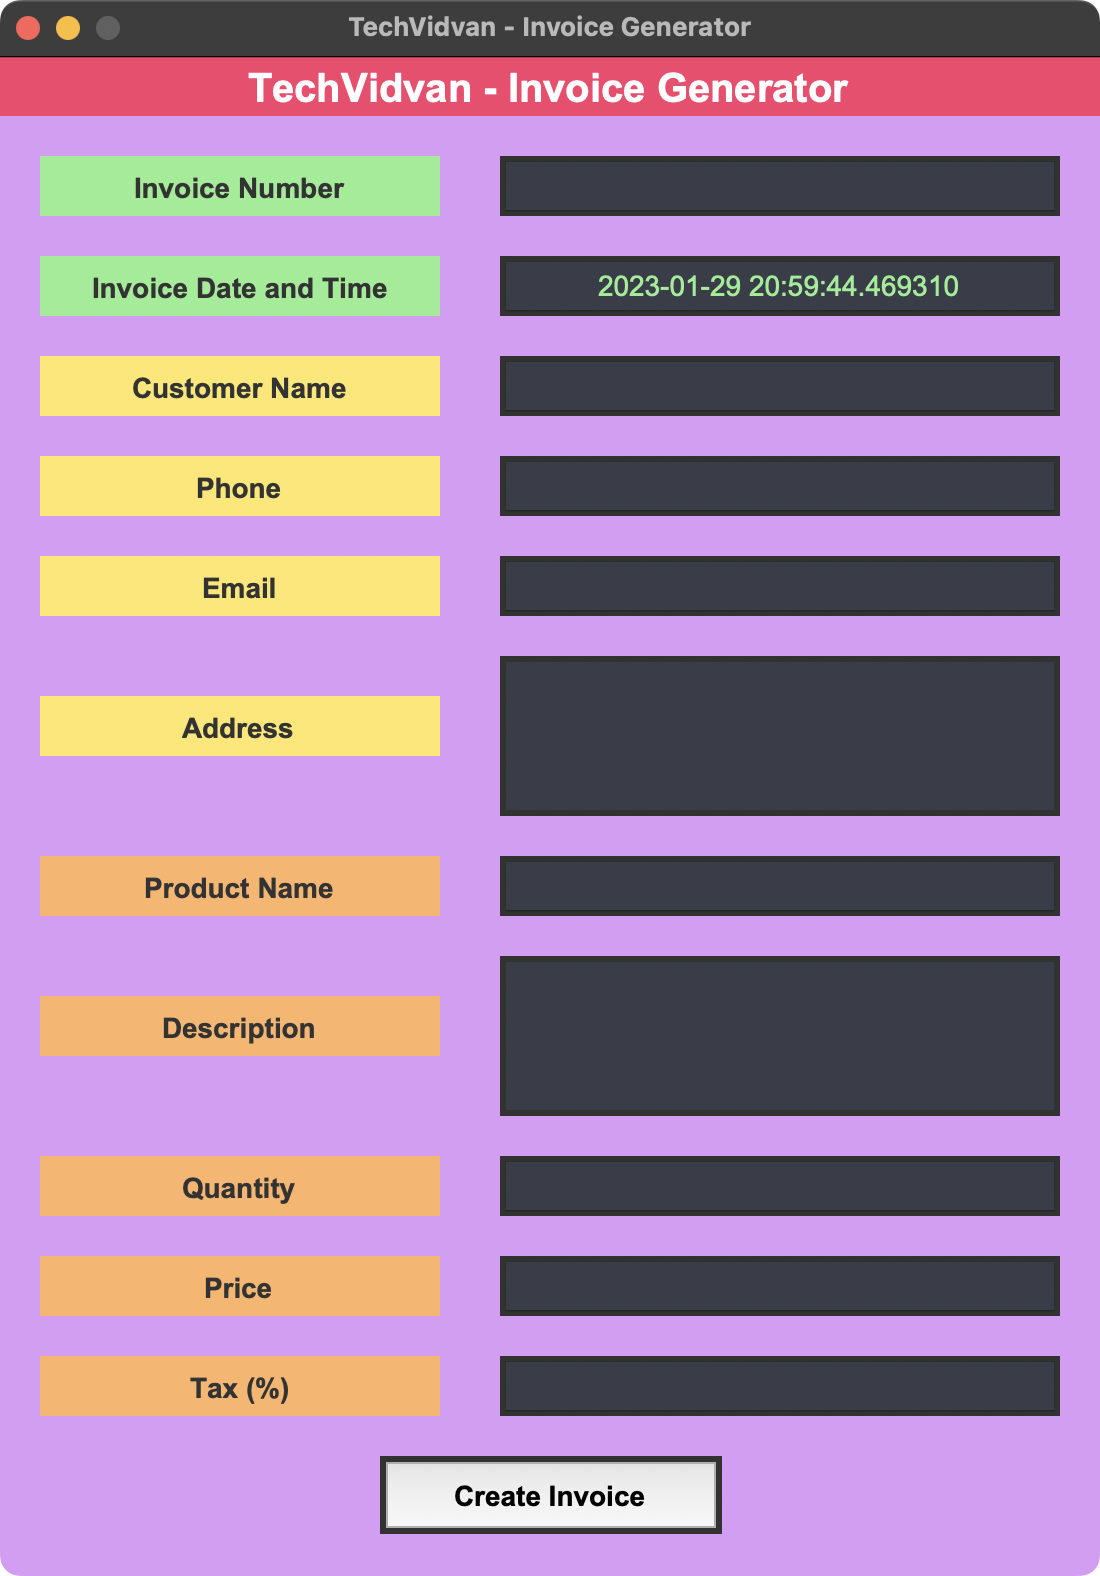 TechVidvan - Invoice Generator
TechVidvan - Invoice Generator
Invoice Number
Invoice Date and Time 2023-01-29 20:59:44.469310
Customer Name
Phone
Email
Address
Product Name
Description
Quantity
Price
Tax (%)
Create Invoice